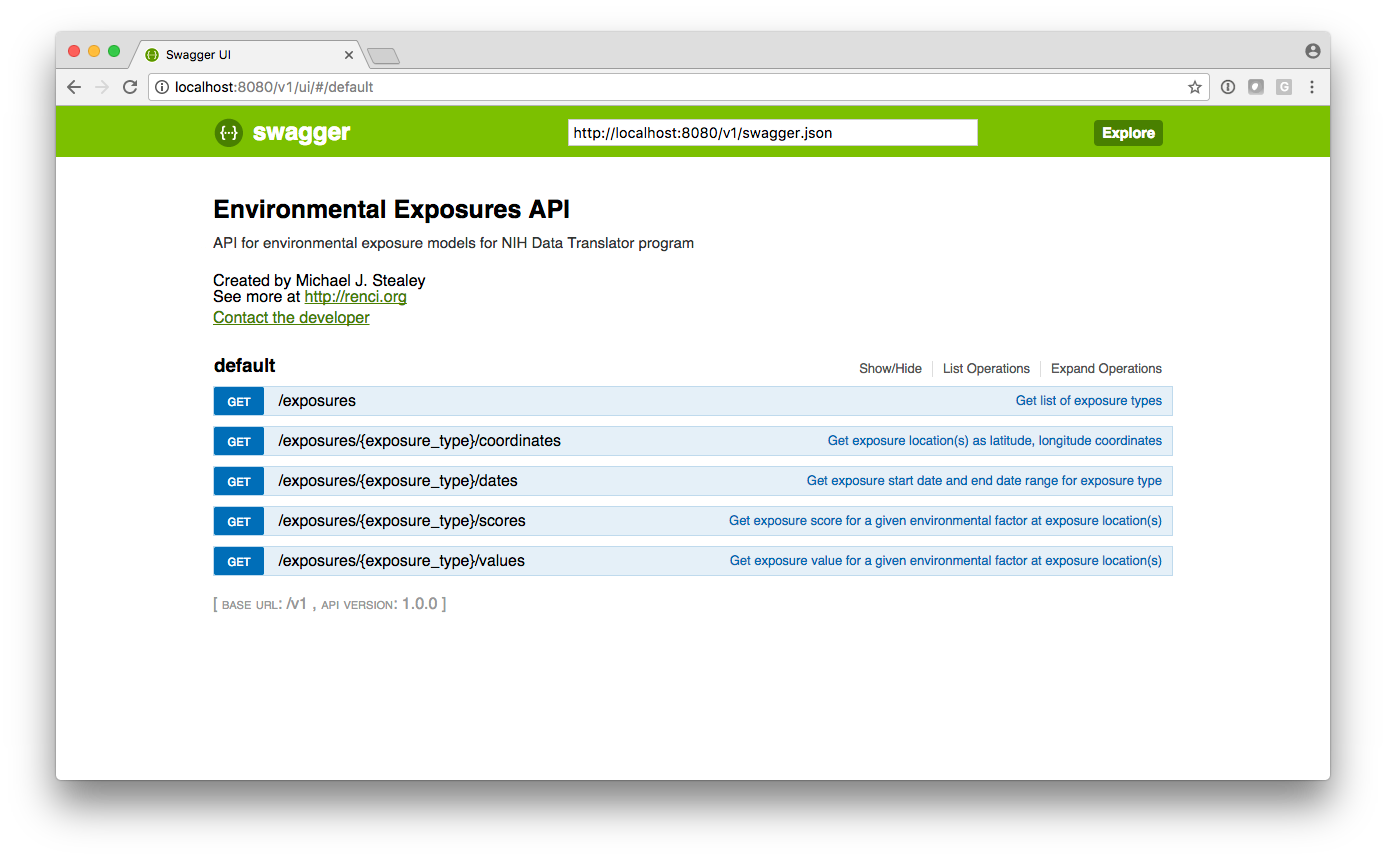 Swagger UI
localhost:8080/v1/ui/#/default
swagger
http://localhost:8080/v1/swagger.json
Explore
Environmental Exposures API
API for environmental exposure models for NIH Data Translator program
Created by Michael J. Stealey
See more at http://renci.org
Contact the developer
default
Show/Hide
List Operations
Expand Operations
GET /exposures Get list of exposure types
GET /exposures/{exposure_type}/coordinates Get exposure location(s) as latitude, longitude coordinates
GET /exposures/{exposure_type}/dates Get exposure start date and end date range for exposure type
GET /exposures/{exposure_type}/scores Get exposure score for a given environmental factor at exposure location(s)
GET /exposures/{exposure_type}/values Get exposure value for a given environmental factor at exposure location(s)
[ BASE URL: /v1 , API VERSION: 1.0.0 ]